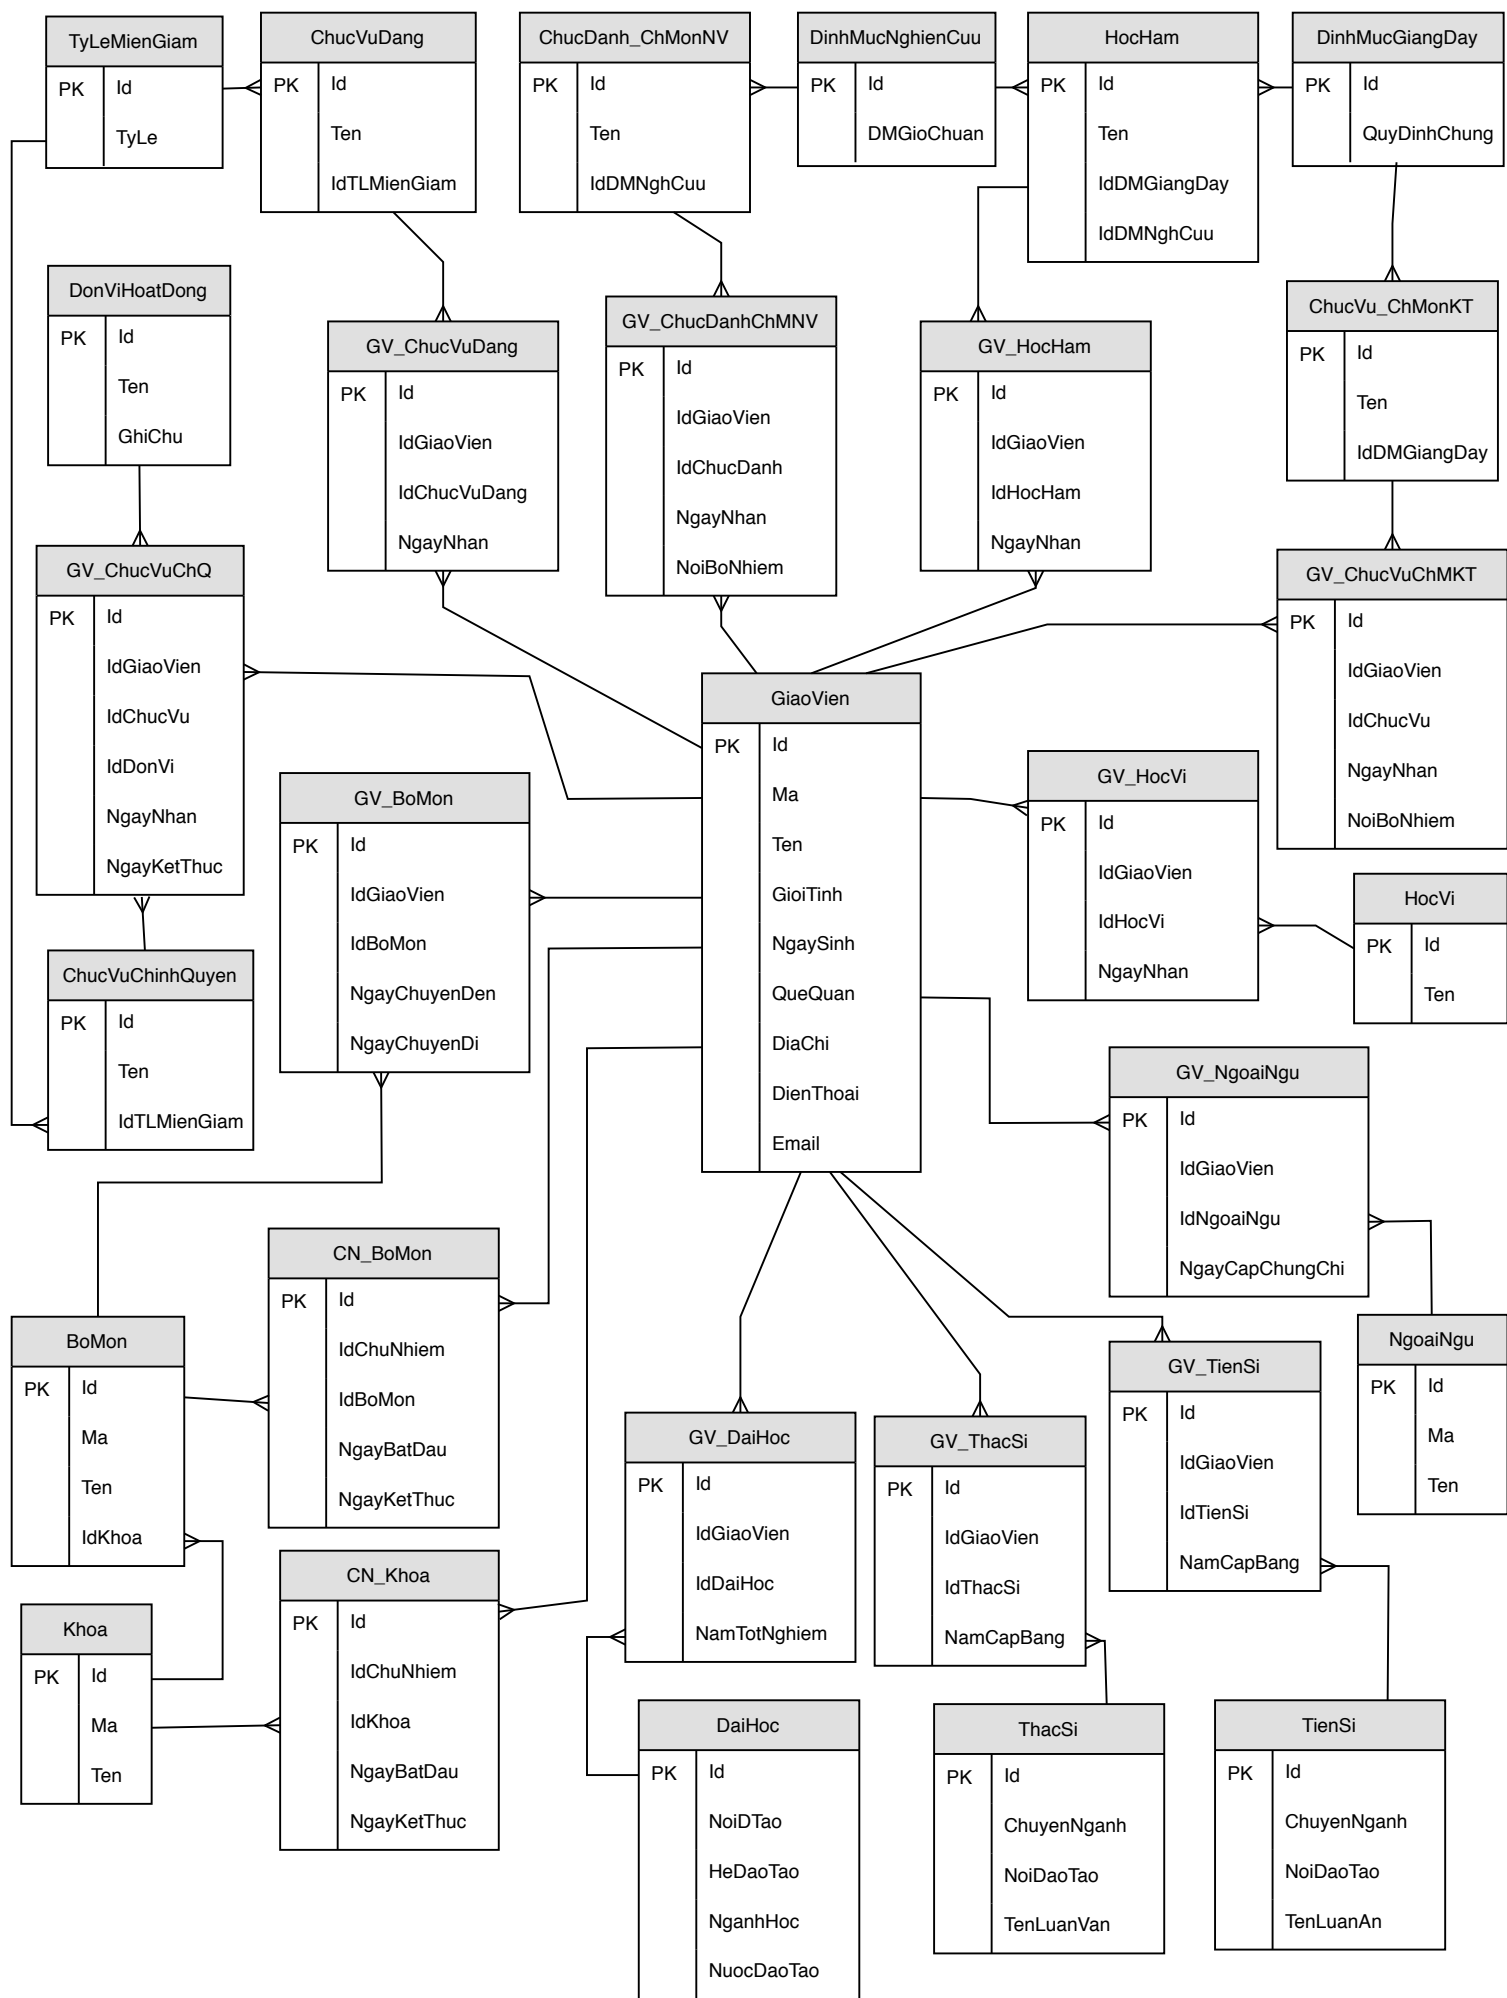 TyLeMienGiam
PK
Id
TyLe
ChucVuDang
PK
Id
Ten
IdTLMienGiam
ChucDanh_ChMonNV
PK
Id
Ten
IdDMNghCuu
DinhMucNghienCuu
PK
Id
DMGioChuan
HocHam
PK
Id
Ten
IdDMGiangDay
IdDMNghCuu
DinhMucGiangDay
PK
Id
QuyDinhChung
DonViHoatDong
PK
Id
Ten
GhiChu
GV_ChucVuDang
PK
Id
IdGiaoVien
IdChucVuDang
NgayNhan
GV_ChucDanhChMNV
PK
Id
IdGiaoVien
IdChucDanh
NgayNhan
NoiBoNhiem
GV_HocHam
PK
Id
IdGiaoVien
IdHocHam
NgayNhan
ChucVu_ChMonKT
PK
Id
Ten
IdDMGiangDay
GV_ChucVuChQ
PK
Id
IdGiaoVien
IdChucVu
IdDonVi
NgayNhan
NgayKetThuc
GV_ChucVuChMKT
PK
Id
IdGiaoVien
IdChucVu
NgayNhan
NoiBoNhiem
GiaoVien
PK
Id
Ma
Ten
GioiTinh
NgaySinh
QueQuan
DiaChi
DienThoai
Email
GV_BoMon
PK
Id
IdGiaoVien
IdBoMon
NgayChuyenDen
NgayChuyenDi
GV_HocVi
PK
Id
IdGiaoVien
IdHocVi
NgayNhan
HocVi
PK
Id
Ten
ChucVuChinhQuyen
PK
Id
Ten
IdTLMienGiam
GV_NgoaiNgu
PK
Id
IdGiaoVien
IdNgoaiNgu
NgayCapChungChi
CN_BoMon
PK
Id
IdChuNhiem
IdBoMon
NgayBatDau
NgayKetThuc
BoMon
PK
Id
Ma
Ten
IdKhoa
NgoaiNgu
PK
Id
Ma
Ten
GV_TienSi
PK
Id
IdGiaoVien
IdTienSi
NamCapBang
GV_DaiHoc
PK
Id
IdGiaoVien
IdDaiHoc
NamTotNghiem
GV_ThacSi
PK
Id
IdGiaoVien
IdThacSi
NamCapBang
CN_Khoa
PK
Id
IdChuNhiem
IdKhoa
NgayBatDau
NgayKetThuc
Khoa
PK
Id
Ma
Ten
DaiHoc
PK
Id
NoiDTao
HeDaoTao
NganhHoc
NuocDaoTao
ThacSi
PK
Id
ChuyenNganh
NoiDaoTao
TenLuanVan
TienSi
PK
Id
ChuyenNganh
NoiDaoTao
TenLuanAn